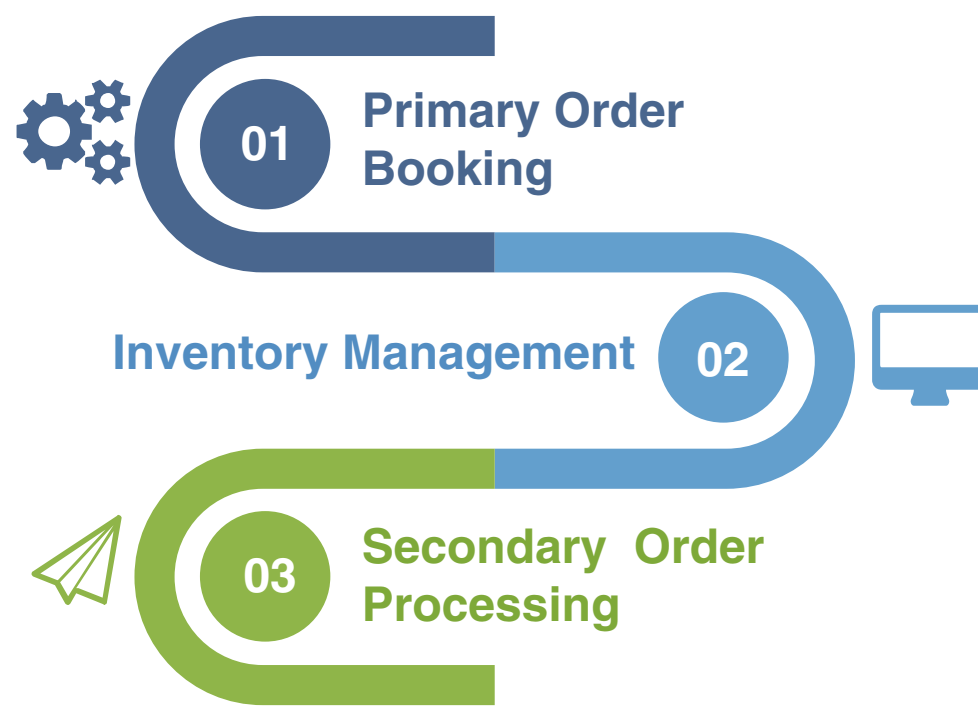 01
Primary Order
Booking
Inventory Management
02
03
Secondary Order
Processing